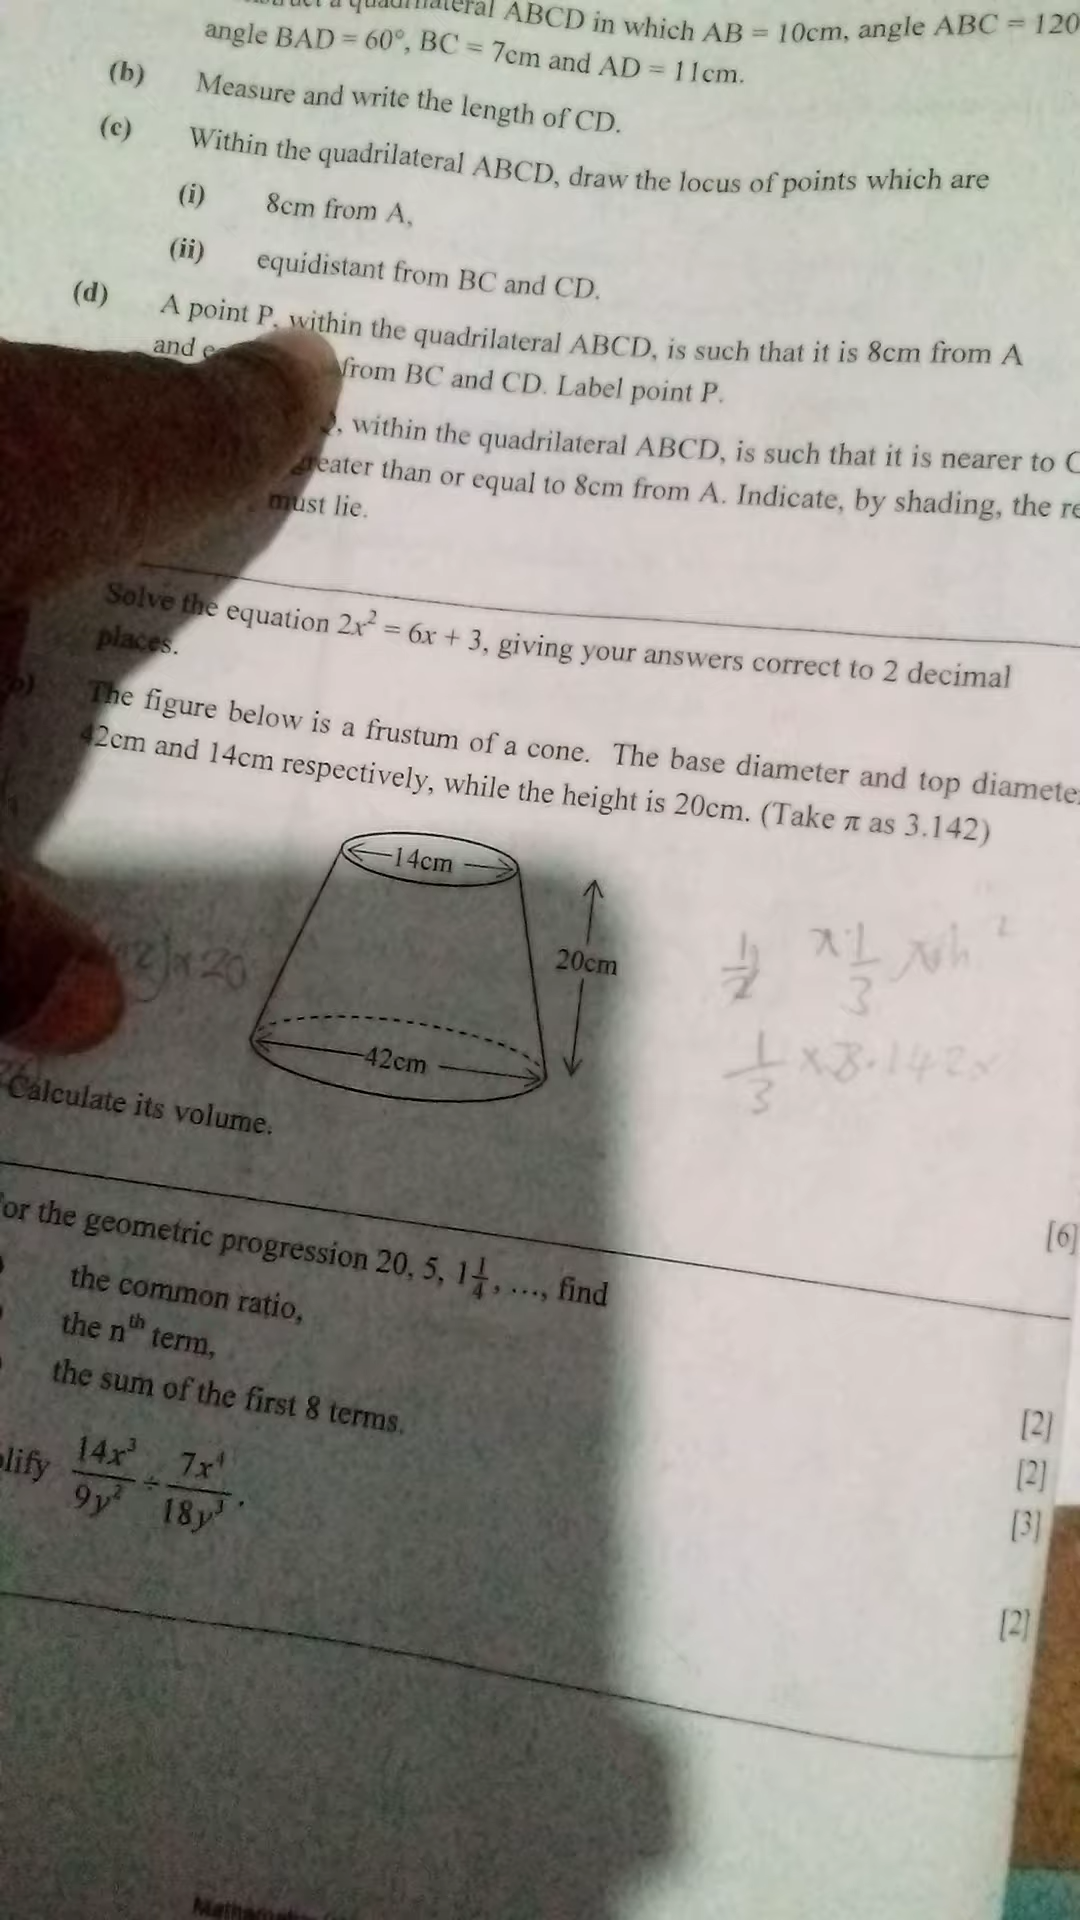 a quadrilateral ABCD in which AB = 10cm, angle ABC = 120
angle BAD = 60°, BC = 7cm and AD = 11cm.
(b) Measure and write the length of CD.
(c) Within the quadrilateral ABCD, draw the locus of points which are
(i) 8cm from A,
(ii) equidistant from BC and CD.
(d) A point P, within the quadrilateral ABCD, is such that it is 8cm from A
and from BC and CD. Label point P.
, within the quadrilateral ABCD, is such that it is nearer to C
greater than or equal to 8cm from A. Indicate, by shading, the re
must lie.
Solve the equation 2x² = 6x + 3, giving your answers correct to 2 decimal
places.
The figure below is a frustum of a cone. The base diameter and top diameter
42cm and 14cm respectively, while the height is 20cm. (Take π as 3.142)
14cm
20cm
42cm
Calculate its volume.
[6]
For the geometric progression 20, 5, 1¼, ..., find
the common ratio,
the nᵗʰ term, [2]
the sum of the first 8 terms. [2]
[3]
plify 14x³/9y² ÷ 7x⁴/18y³.
[2]